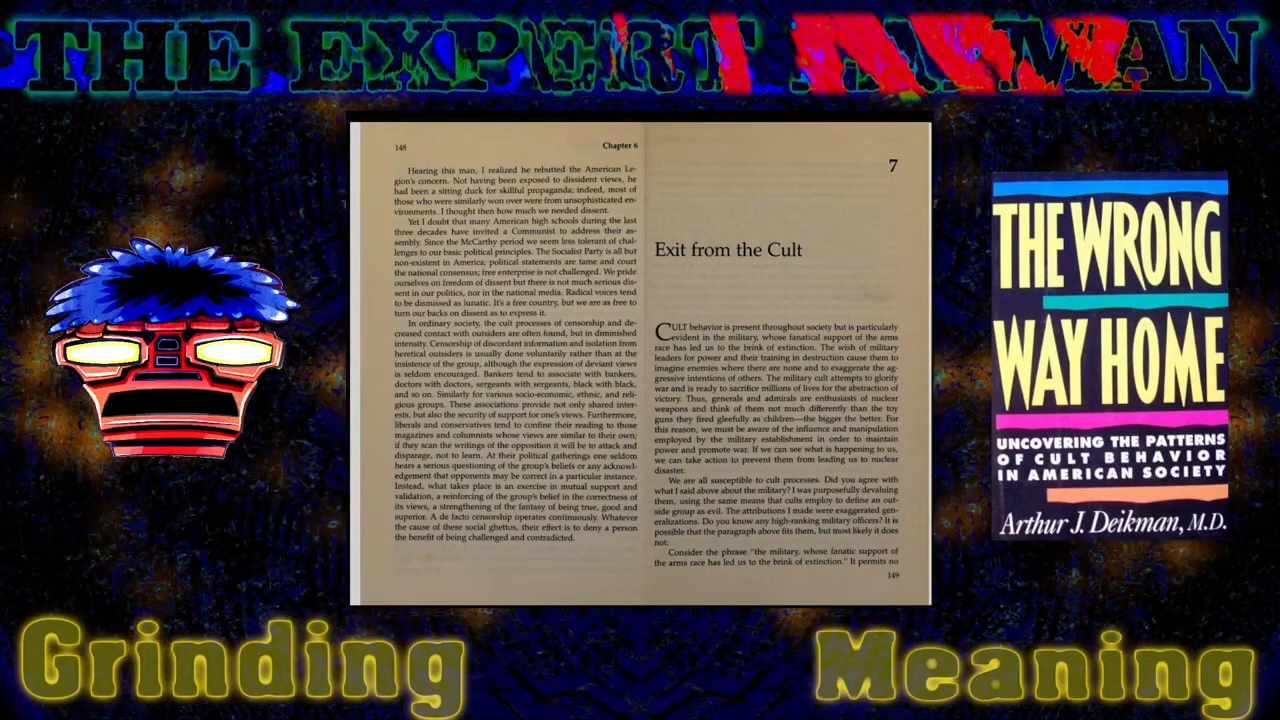 THE EXPERT LAYMAN
148
Chapter 6
Hearing this man, I realized he rebutted the American Le-
gion's concern. Not having been exposed to dissident views, he
had been a sitting duck for skillful propaganda; indeed, most of
those who were similarly won over were from unsophisticated en-
vironments. I thought then how much we needed dissent.
Yet I doubt that many American high schools during the last
three decades have invited a Communist to address their as-
sembly. Since the McCarthy period we seem less tolerant of chal-
lenges to our basic political principles. The Socialist Party is all but
non-existent in America; political statements are tame and court
the national consensus; free enterprise is not challenged. We pride
ourselves on freedom of dissent but there is not much serious dis-
sent in our politics, nor in the national media. Radical voices tend
to be dismissed as lunatic. It's a free country, but we are as free to
turn our backs on dissent as to express it.
In ordinary society, the cult processes of censorship and de-
creased contact with outsiders are often found, but in diminished
intensity. Censorship of discordant information and isolation from
heretical outsiders is usually done voluntarily rather than at the
insistence of the group, although the expression of deviant views
is seldom encouraged. Bankers tend to associate with bankers,
doctors with doctors, sergeants with sergeants, black with black,
and so on. Similarly for various socio-economic, ethnic, and reli-
gious groups. These associations provide not only shared inter-
ests, but also the security of support for one's views. Furthermore,
liberals and conservatives tend to confine their reading to those
magazines and columnists whose views are similar to their own;
if they scan the writings of the opposition it will be to attack and
disparage, not to learn. At their political gatherings one seldom
hears a serious questioning of the group's beliefs or any acknowl-
edgement that opponents may be correct in a particular instance.
Instead, what takes place is an exercise in mutual support and
validation, a reinforcing of the group's belief in the correctness of
its views, a strengthening of the fantasy of being true, good and
superior. A de facto censorship operates continuously. Whatever
the cause of these social ghettos, their effect is to deny a person
the benefit of being challenged and contradicted.
7
Exit from the Cult
CULT behavior is present throughout society but is particularly
evident in the military, whose fanatical support of the arms
race has led us to the brink of extinction. The wish of military
leaders for power and their training in destruction cause them to
imagine enemies where there are none and to exaggerate the ag-
gressive intentions of others. The military cult attempts to glorify
war and is ready to sacrifice millions of lives for the abstraction of
victory. Thus, generals and admirals are enthusiasts of nuclear
weapons and think of them not much differently than the toy
guns they fired gleefully as children—the bigger the better. For
this reason, we must be aware of the influence and manipulation
employed by the military establishment in order to maintain
power and promote war. If we can see what is happening to us,
we can take action to prevent them from leading us to nuclear
disaster.
We are all susceptible to cult processes. Did you agree with
what I said above about the military? I was purposefully devaluing
them, using the same means that cults employ to define an out-
side group as evil. The attributions I made were exaggerated gen-
eralizations. Do you know any high-ranking military officers? It is
possible that the paragraph above fits them, but most likely it does
not.
Consider the phrase "the military, whose fanatic support of
the arms race has led us to the brink of extinction." It permits no
149
THE WRONG
WAY HOME
UNCOVERING THE PATTERNS
OF CULT BEHAVIOR
IN AMERICAN SOCIETY
Arthur J. Deikman, M.D.
Grinding
Meaning